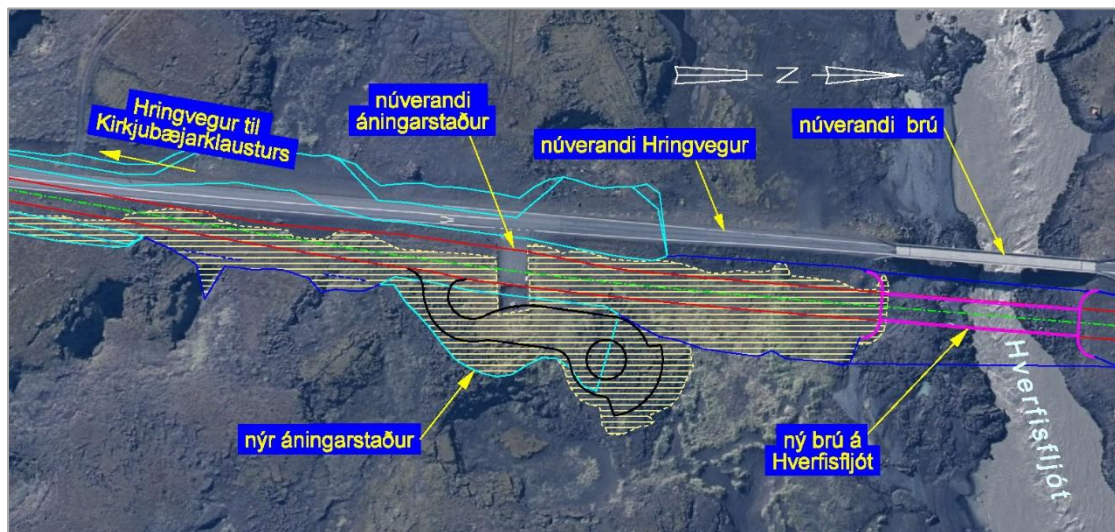 Hringvegur til
Kirkjubæjarklausturs
núverandi
áningarstaður
núverandi Hringvegur
N
núverandi brú
nýr áningarstaður
ný brú á
Hverfisfljót
Hverfisfljót